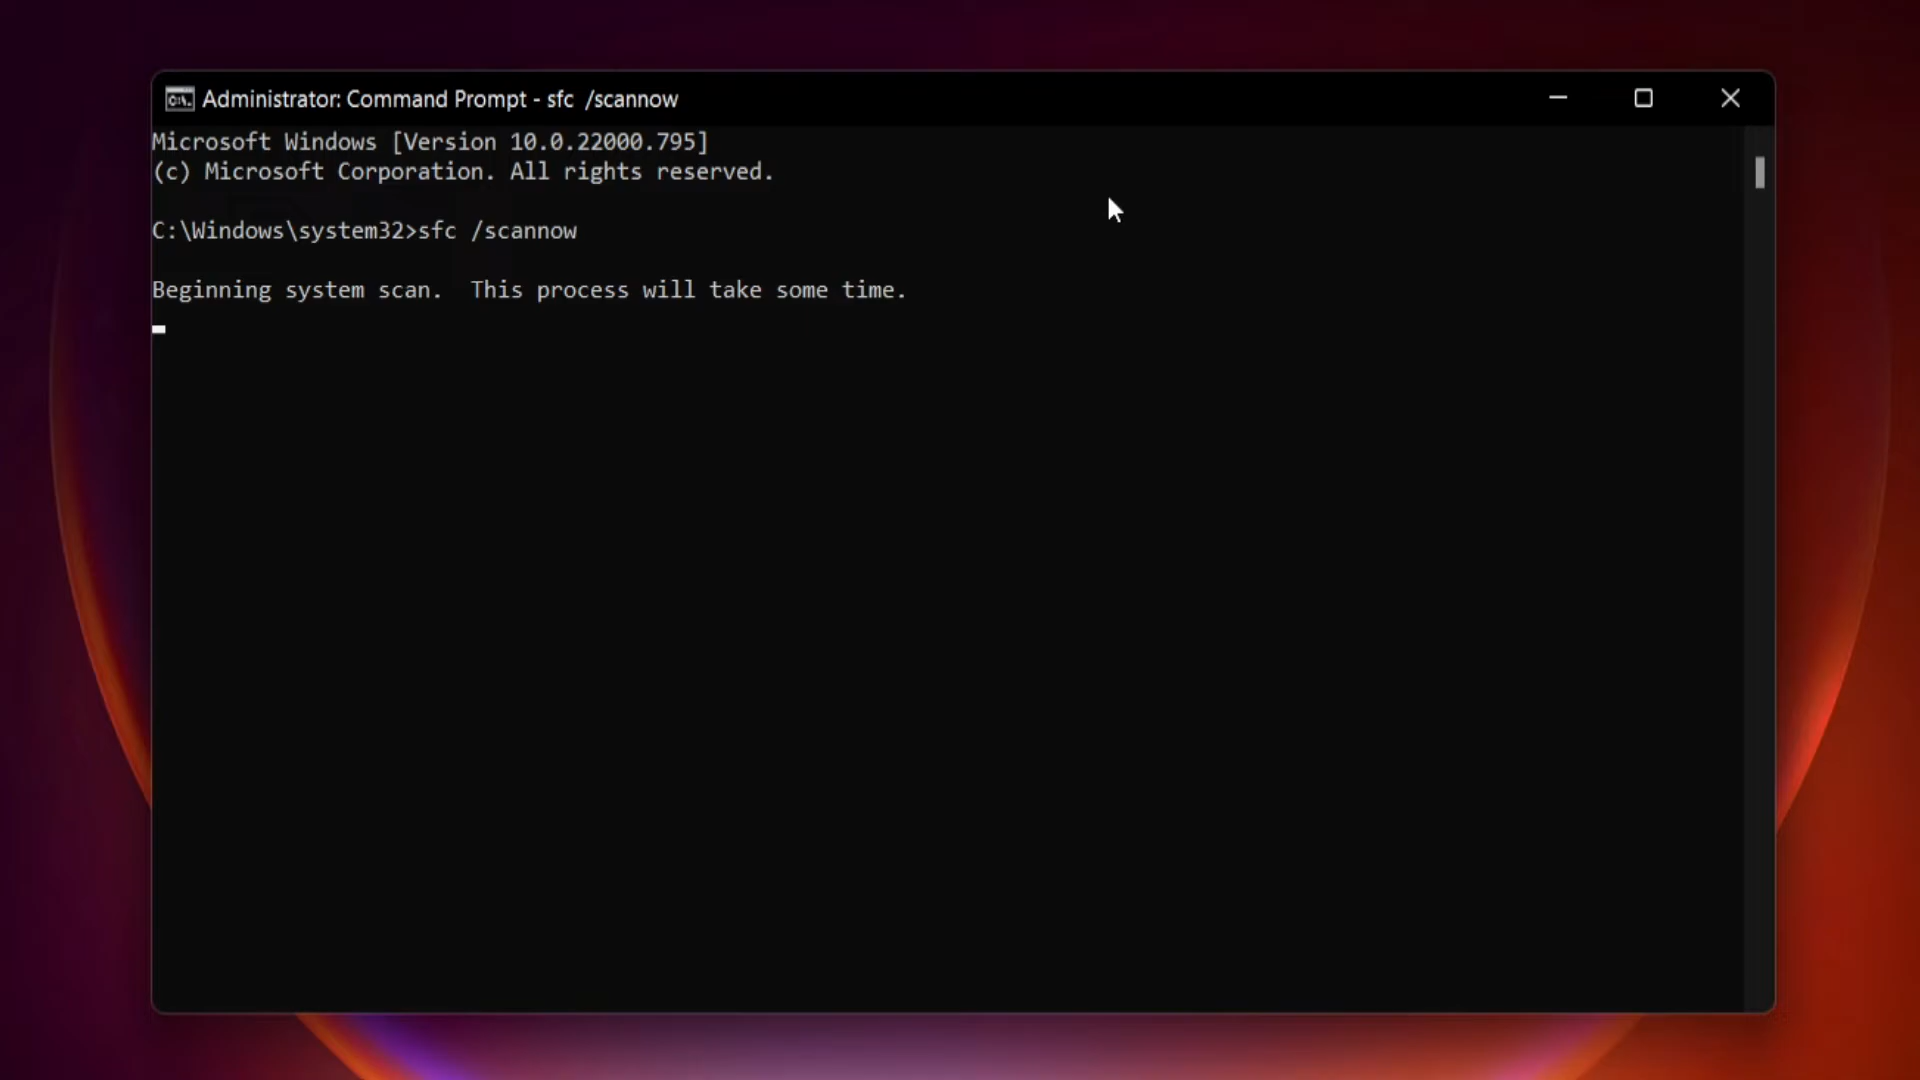 Administrator: Command Prompt - sfc  /scannow
Microsoft Windows [Version 10.0.22000.795]
(c) Microsoft Corporation. All rights reserved.
C:\Windows\system32>sfc /scannow
Beginning system scan.  This process will take some time.